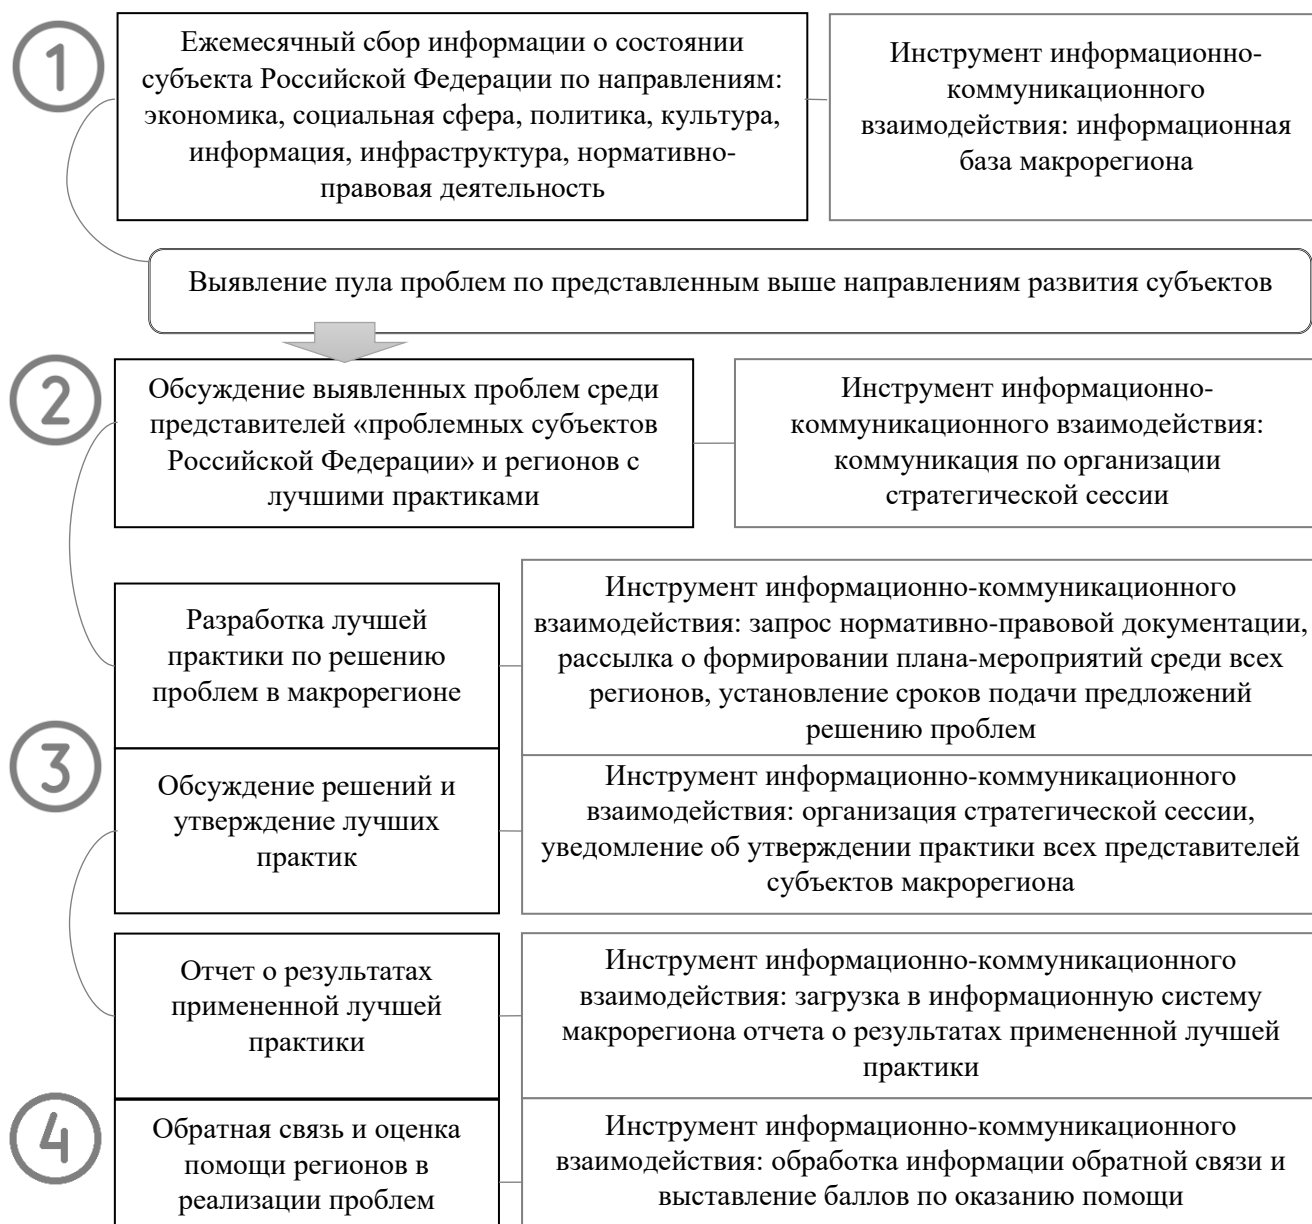 1
Ежемесячный сбор информации о состоянии
субъекта Российской Федерации по направлениям:
экономика, социальная сфера, политика, культура,
информация, инфраструктура, нормативно-
правовая деятельность
Инструмент информационно-
коммуникационного
взаимодействия: информационная
база макрорегиона
Выявление пула проблем по представленным выше направлениям развития субъектов
2
Обсуждение выявленных проблем среди
представителей «проблемных субъектов
Российской Федерации» и регионов с
лучшими практиками
Инструмент информационно-
коммуникационного взаимодействия:
коммуникация по организации
стратегической сессии
Разработка лучшей
практики по решению
проблем в макрорегионе
Инструмент информационно-коммуникационного
взаимодействия: запрос нормативно-правовой документации,
рассылка о формировании плана-мероприятий среди всех
регионов, установление сроков подачи предложений
решению проблем
3
Обсуждение решений и
утверждение лучших
практик
Инструмент информационно-коммуникационного
взаимодействия: организация стратегической сессии,
уведомление об утверждении практики всех представителей
субъектов макрорегиона
Отчет о результатах
примененной лучшей
практики
Инструмент информационно-коммуникационного
взаимодействия: загрузка в информационную систему
макрорегиона отчета о результатах примененной лучшей
практики
4
Обратная связь и оценка
помощи регионов в
реализации проблем
Инструмент информационно-коммуникационного
взаимодействия: обработка информации обратной связи и
выставление баллов по оказанию помощи